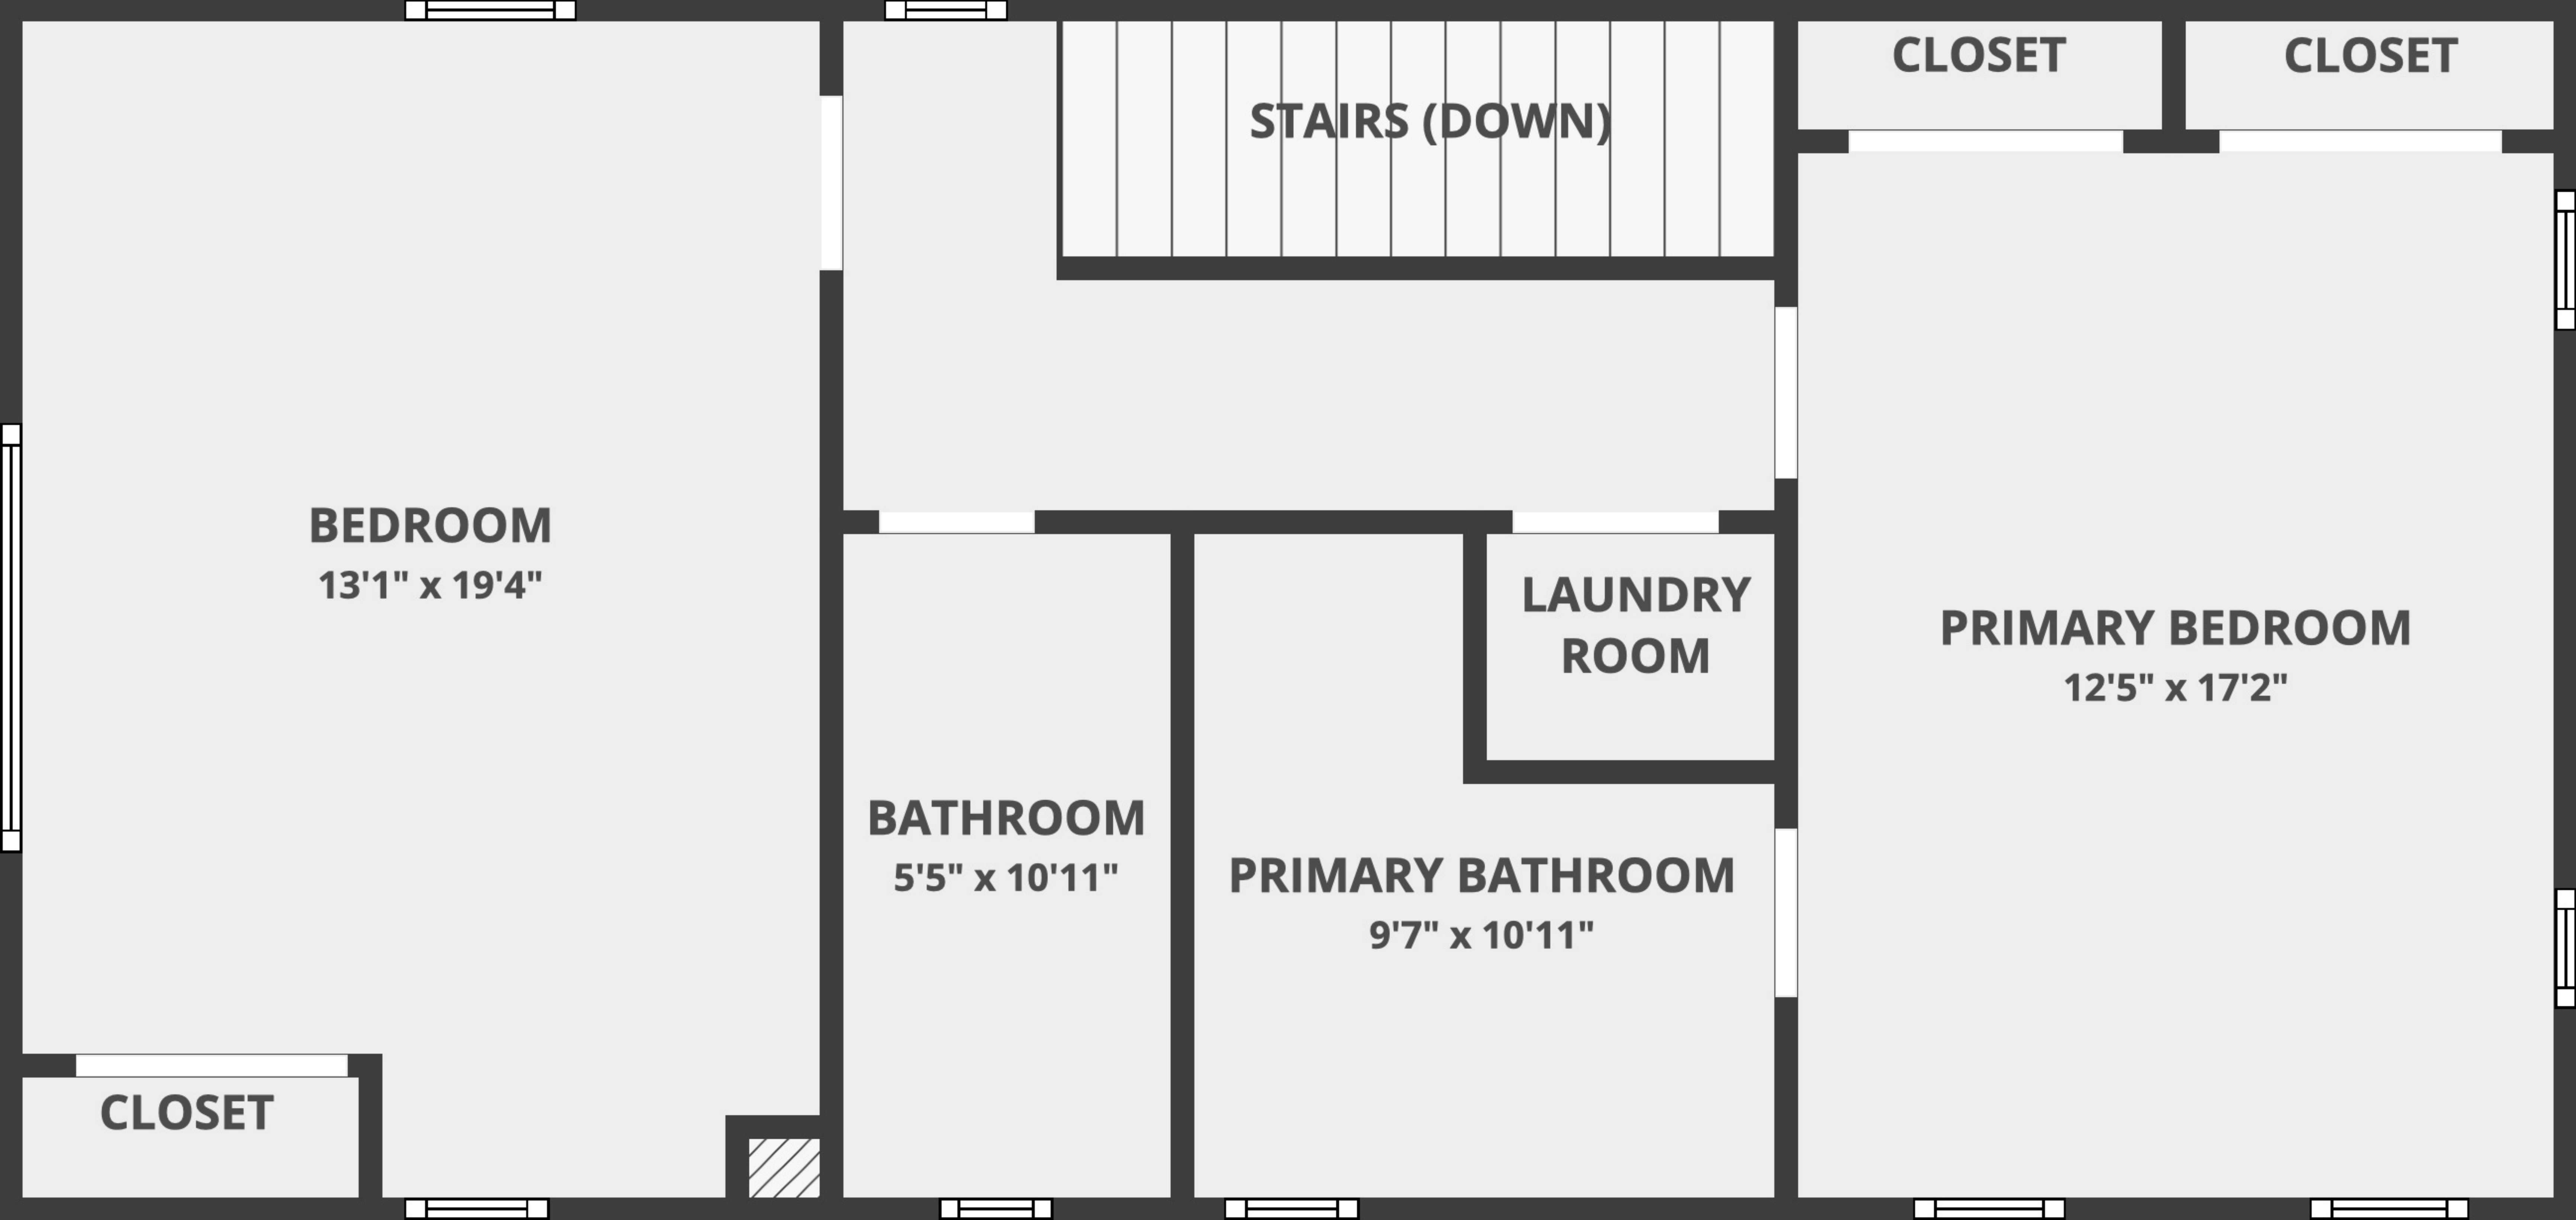 CLOSET
CLOSET
STAIRS (DOWN)
BEDROOM
13'1" x 19'4"
LAUNDRY
ROOM
PRIMARY BEDROOM
12'5" x 17'2"
BATHROOM
5'5" x 10'11"
PRIMARY BATHROOM
9'7" x 10'11"
CLOSET